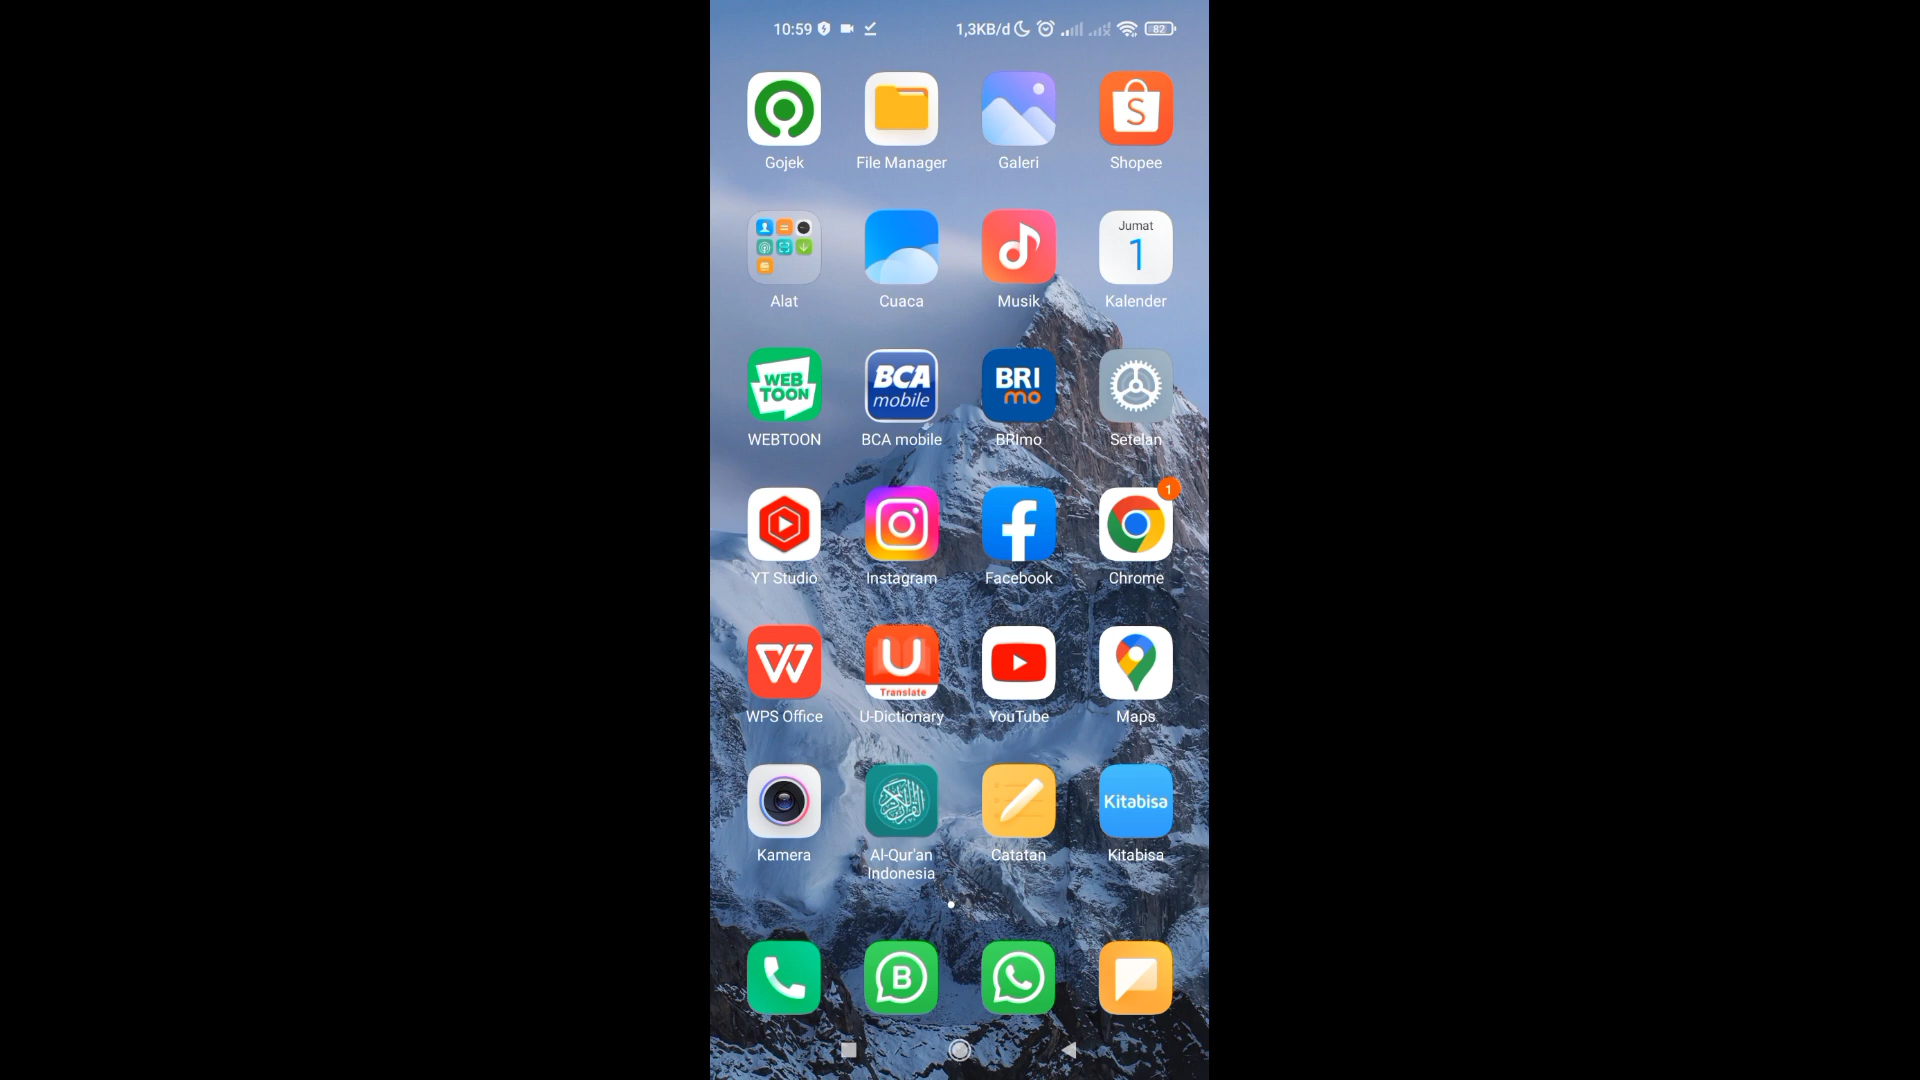 10:59
1,3KB/d
82
Gojek
File Manager
Galeri
S
Shopee
Alat
Cuaca
Musik
Jumat
1
Kalender
WEB
TOON
WEBTOON
BCA
mobile
BCA mobile
BRI
mo
BRImo
Setelan
YT Studio
Instagram
Facebook
1
Chrome
WPS Office
U
Translate
U-Dictionary
YouTube
Maps
Kamera
Al-Qur'an
Indonesia
Catatan
Kitabisa
Kitabisa
B